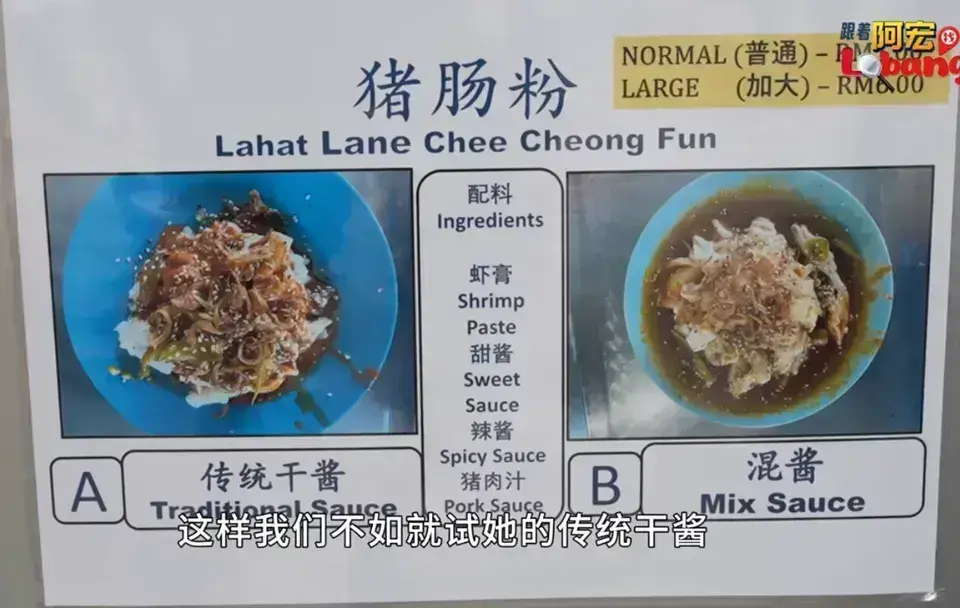 跟着阿宏找
Lobang
NORMAL (普通) – RM
LARGE (加大) – RM6.00
猪肠粉
Lahat Lane Chee Cheong Fun
配料
Ingredients
虾膏
Shrimp
Paste
甜酱
Sweet
Sauce
辣酱
Spicy Sauce
猪肉汁
Pork Sauce
A
传统干酱
Traditional Sauce
B
混酱
Mix Sauce
这样我们不如就试她的传统干酱